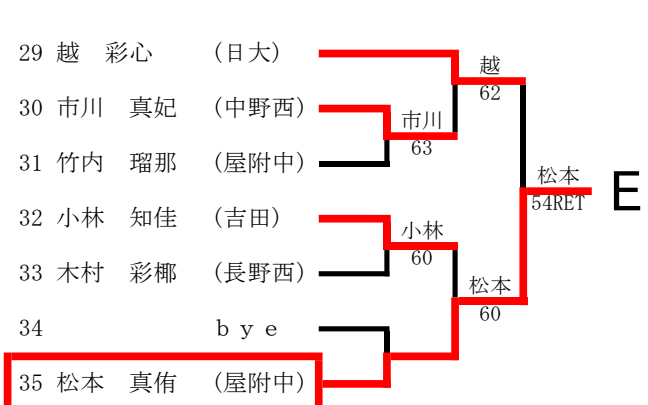 29 越 彩心 (日大)
越
62
30 市川 真妃 (中野西)
市川
63
31 竹内 瑠那 (屋附中)
松本
54RET
E
32 小林 知佳 (吉田)
小林
60
33 木村 彩椰 (長野西)
松本
60
34 bye
35 松本 真侑 (屋附中)